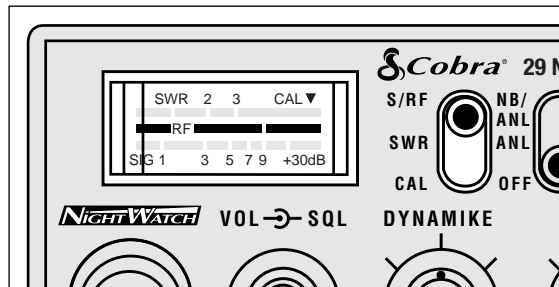 Cobra® 29 N
SWR 2 3 CAL▼
RF
SIG 1 3 5 7 9 +30dB
S/RF
SWR
CAL
NB/
ANL
ANL
OFF
NIGHTWATCH
VOL SQL
DYNAMIKE